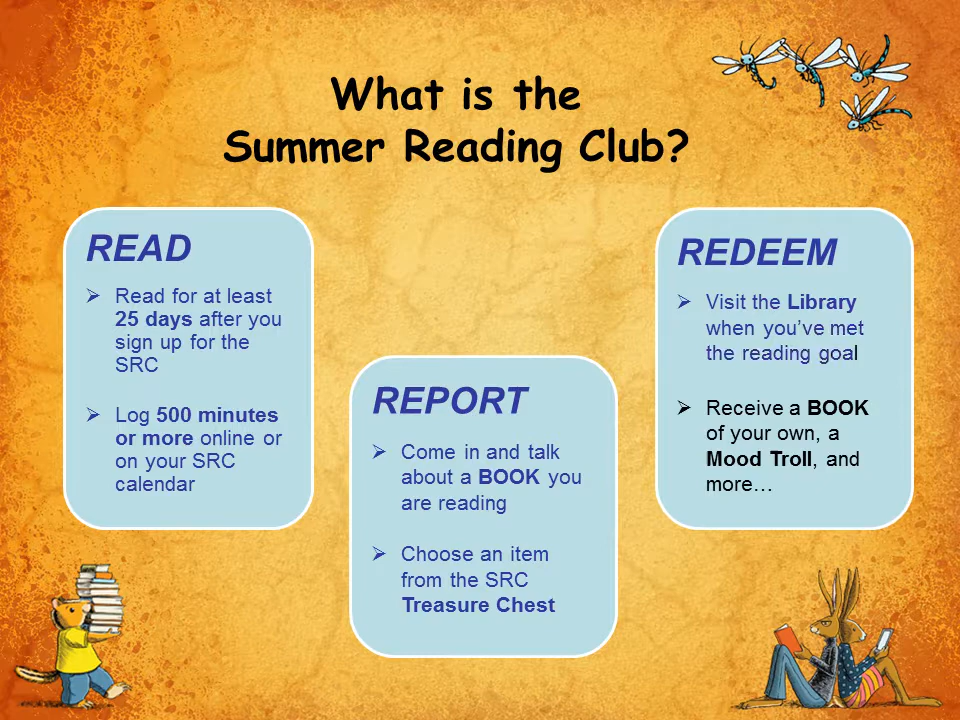 What is the
Summer Reading Club?
READ
➢ Read for at least
25 days after you
sign up for the
SRC
➢ Log 500 minutes
or more online or
on your SRC
calendar
REPORT
➢ Come in and talk
about a BOOK you
are reading
➢ Choose an item
from the SRC
Treasure Chest
REDEEM
➢ Visit the Library
when you’ve met
the reading goal
➢ Receive a BOOK
of your own, a
Mood Troll, and
more…